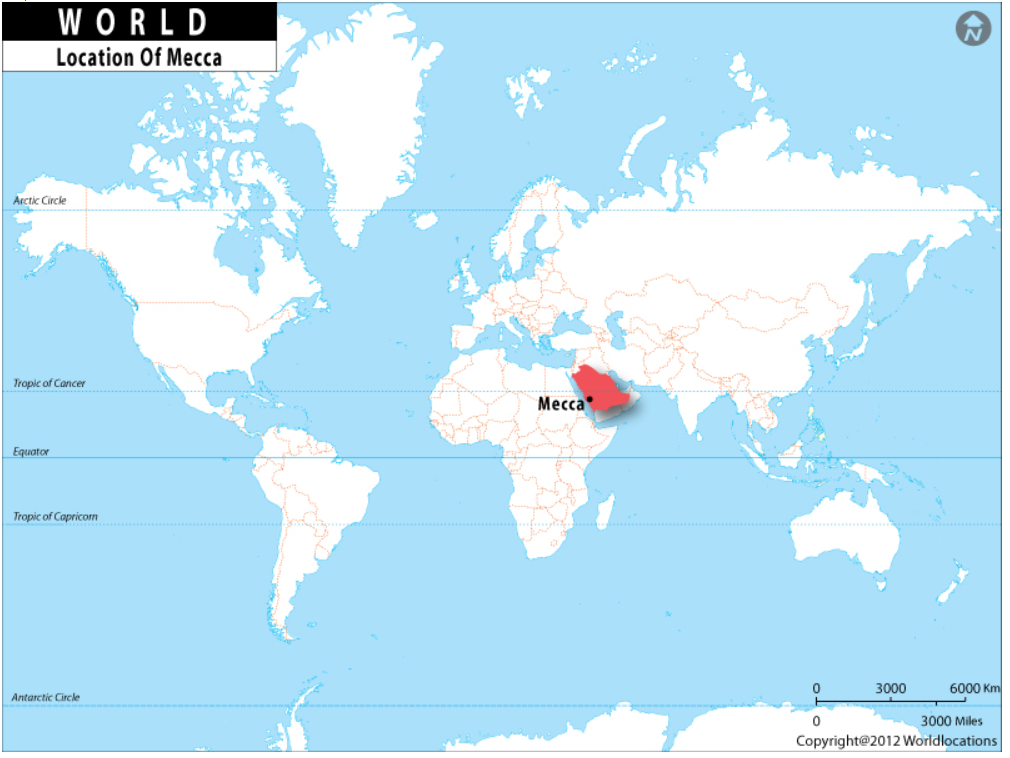 W O R L D
Location Of Mecca
N
Arctic Circle
Tropic of Cancer
Mecca
Equator
Tropic of Capricorn
Antarctic Circle
0 3000 6000 Km
0 3000 Miles
Copyright@2012 Worldlocations